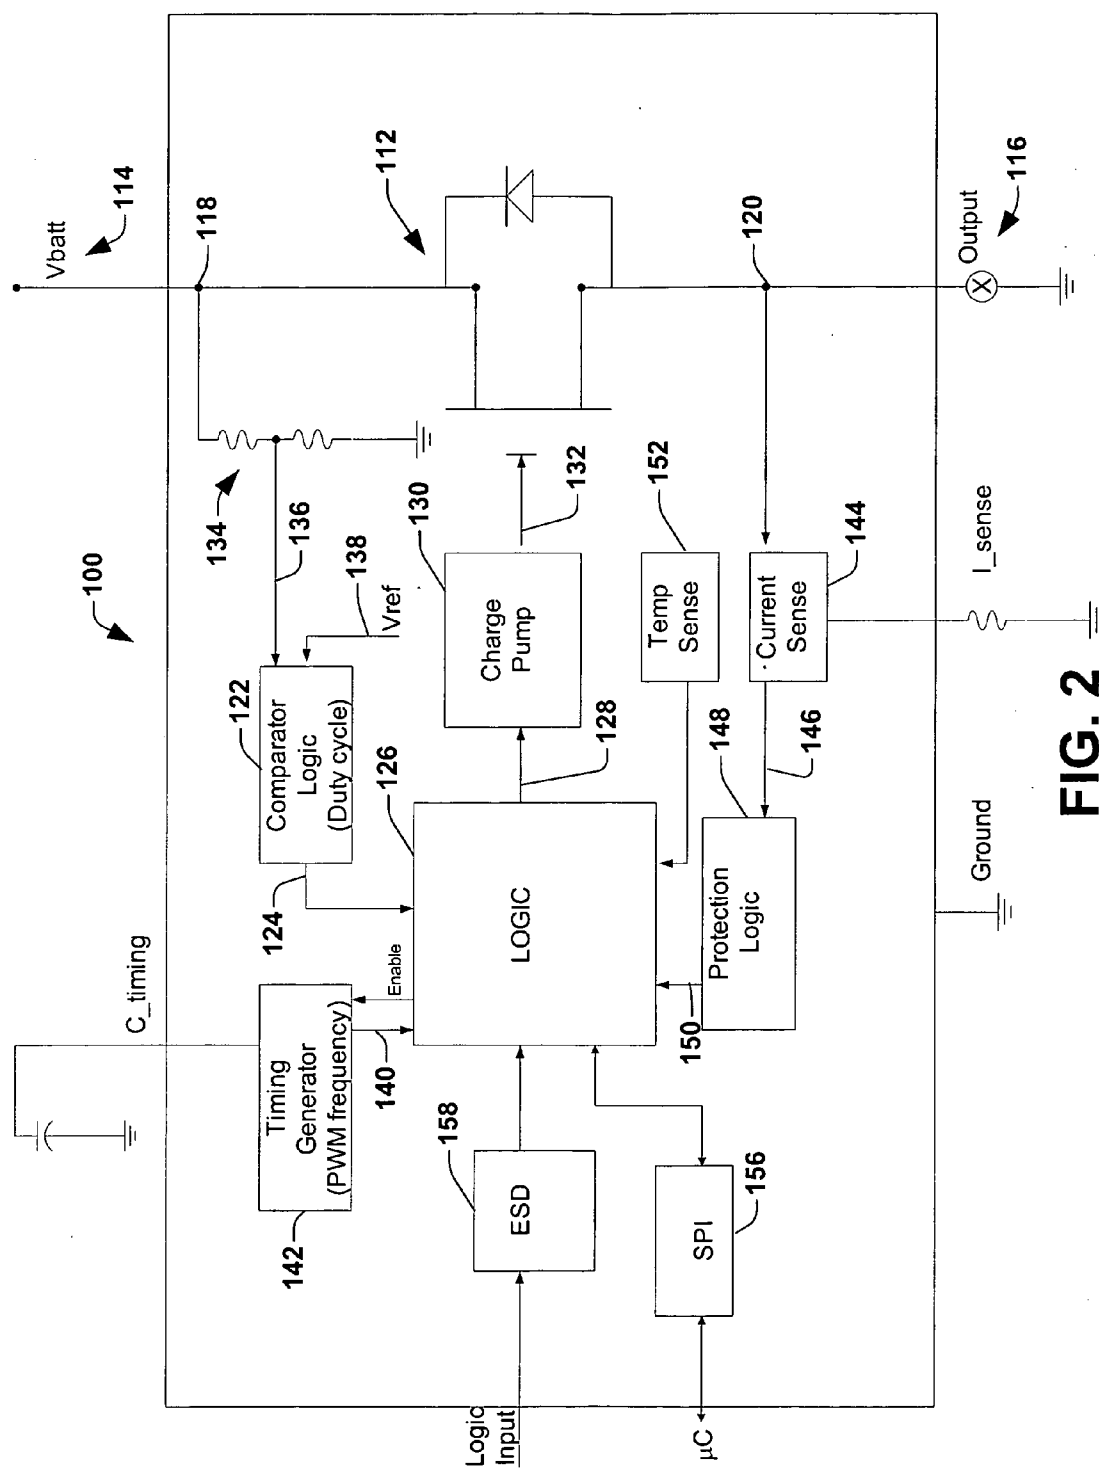 100
C_timing
Vbatt
114
118
134
136
138
Vref
122
Comparator
Logic
(Duty cycle)
124
Timing
Generator
(PWM frequency)
142
140
Enable
126
LOGIC
128
130
Charge
Pump
132
112
120
Output
116
X
152
Temp
Sense
144
Current
Sense
I_sense
146
148
Protection
Logic
150
158
ESD
Logic
Input
156
SPI
µC
Ground
FIG. 2